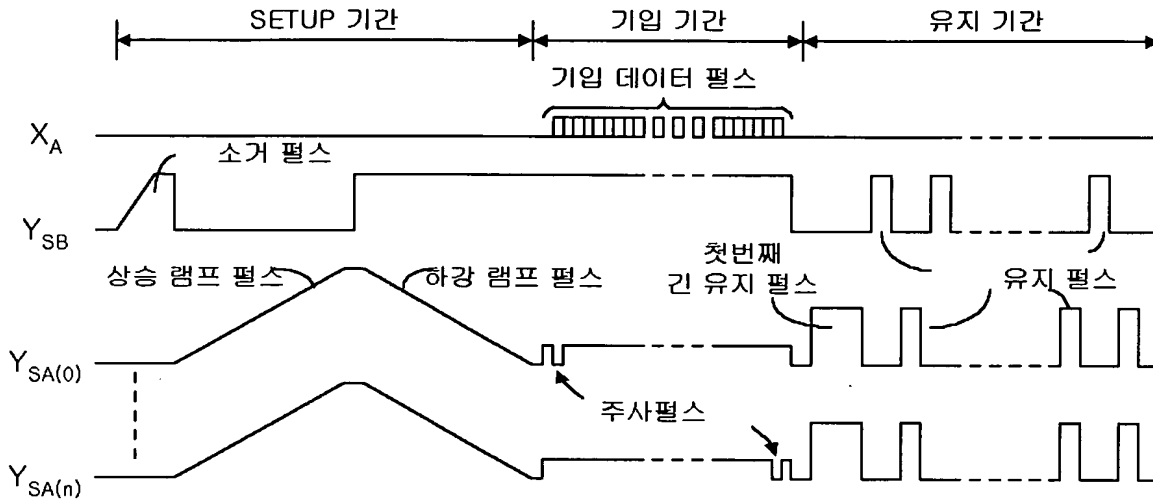 SETUP 기간 기입 기간 유지 기간
기입 데이터 펄스
X_A
소거 펄스
Y_SB
상승 램프 펄스 하강 램프 펄스
첫번째
긴 유지 펄스
유지 펄스
Y_SA(0)
주사펄스
Y_SA(n)